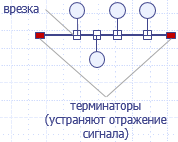 врезка
терминаторы
(устраняют отражение
сигнала)